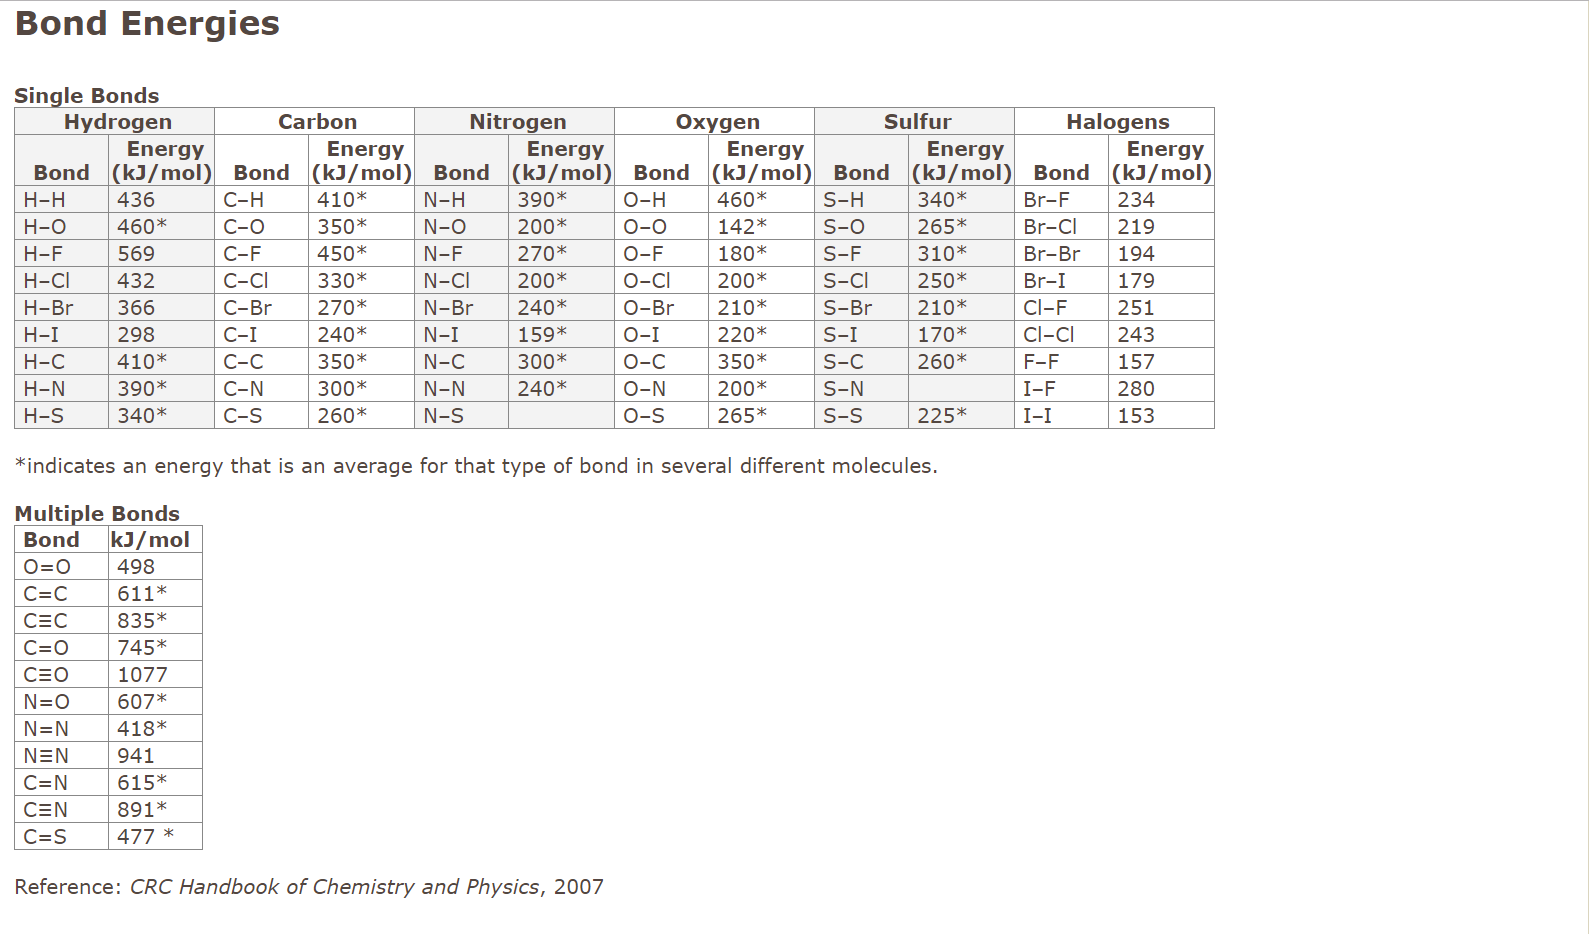 Bond Energies
Single Bonds
Hydrogen Carbon Nitrogen Oxygen Sulfur Halogens
Bond Energy (kJ/mol) Bond Energy (kJ/mol) Bond Energy (kJ/mol) Bond Energy (kJ/mol) Bond Energy (kJ/mol) Bond Energy (kJ/mol)
H–H 436 C–H 410* N–H 390* O–H 460* S–H 340* Br–F 234
H–O 460* C–O 350* N–O 200* O–O 142* S–O 265* Br–Cl 219
H–F 569 C–F 450* N–F 270* O–F 180* S–F 310* Br–Br 194
H–Cl 432 C–Cl 330* N–Cl 200* O–Cl 200* S–Cl 250* Br–I 179
H–Br 366 C–Br 270* N–Br 240* O–Br 210* S–Br 210* Cl–F 251
H–I 298 C–I 240* N–I 159* O–I 220* S–I 170* Cl–Cl 243
H–C 410* C–C 350* N–C 300* O–C 350* S–C 260* F–F 157
H–N 390* C–N 300* N–N 240* O–N 200* S–N I–F 280
H–S 340* C–S 260* N–S O–S 265* S–S 225* I–I 153
*indicates an energy that is an average for that type of bond in several different molecules.
Multiple Bonds
Bond kJ/mol
O=O 498
C=C 611*
C≡C 835*
C=O 745*
C≡O 1077
N=O 607*
N=N 418*
N≡N 941
C=N 615*
C≡N 891*
C=S 477 *
Reference: CRC Handbook of Chemistry and Physics, 2007